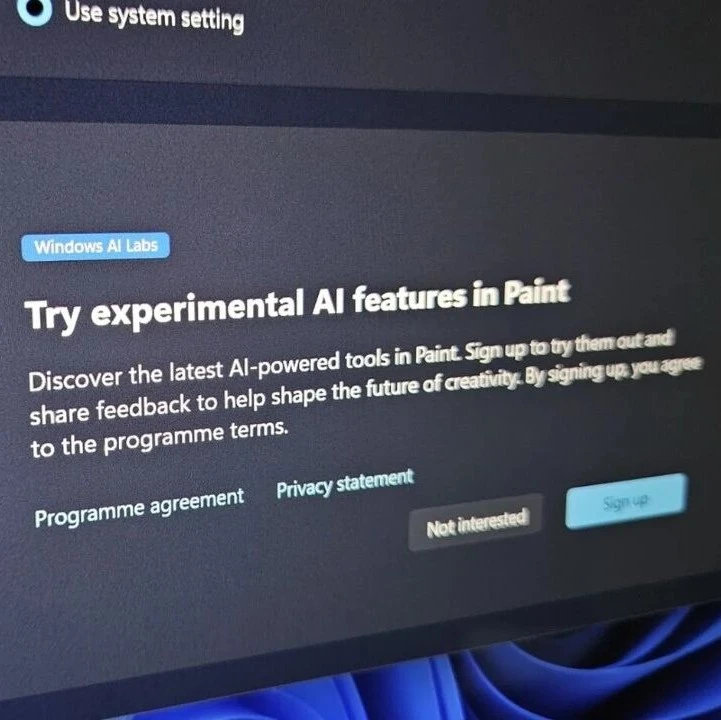 Use system setting
Windows AI Labs
Try experimental AI features in Paint
Discover the latest AI-powered tools in Paint. Sign up to try them out and
share feedback to help shape the future of creativity. By signing up, you agree
to the programme terms.
Programme agreement Privacy statement
Not interested Sign up